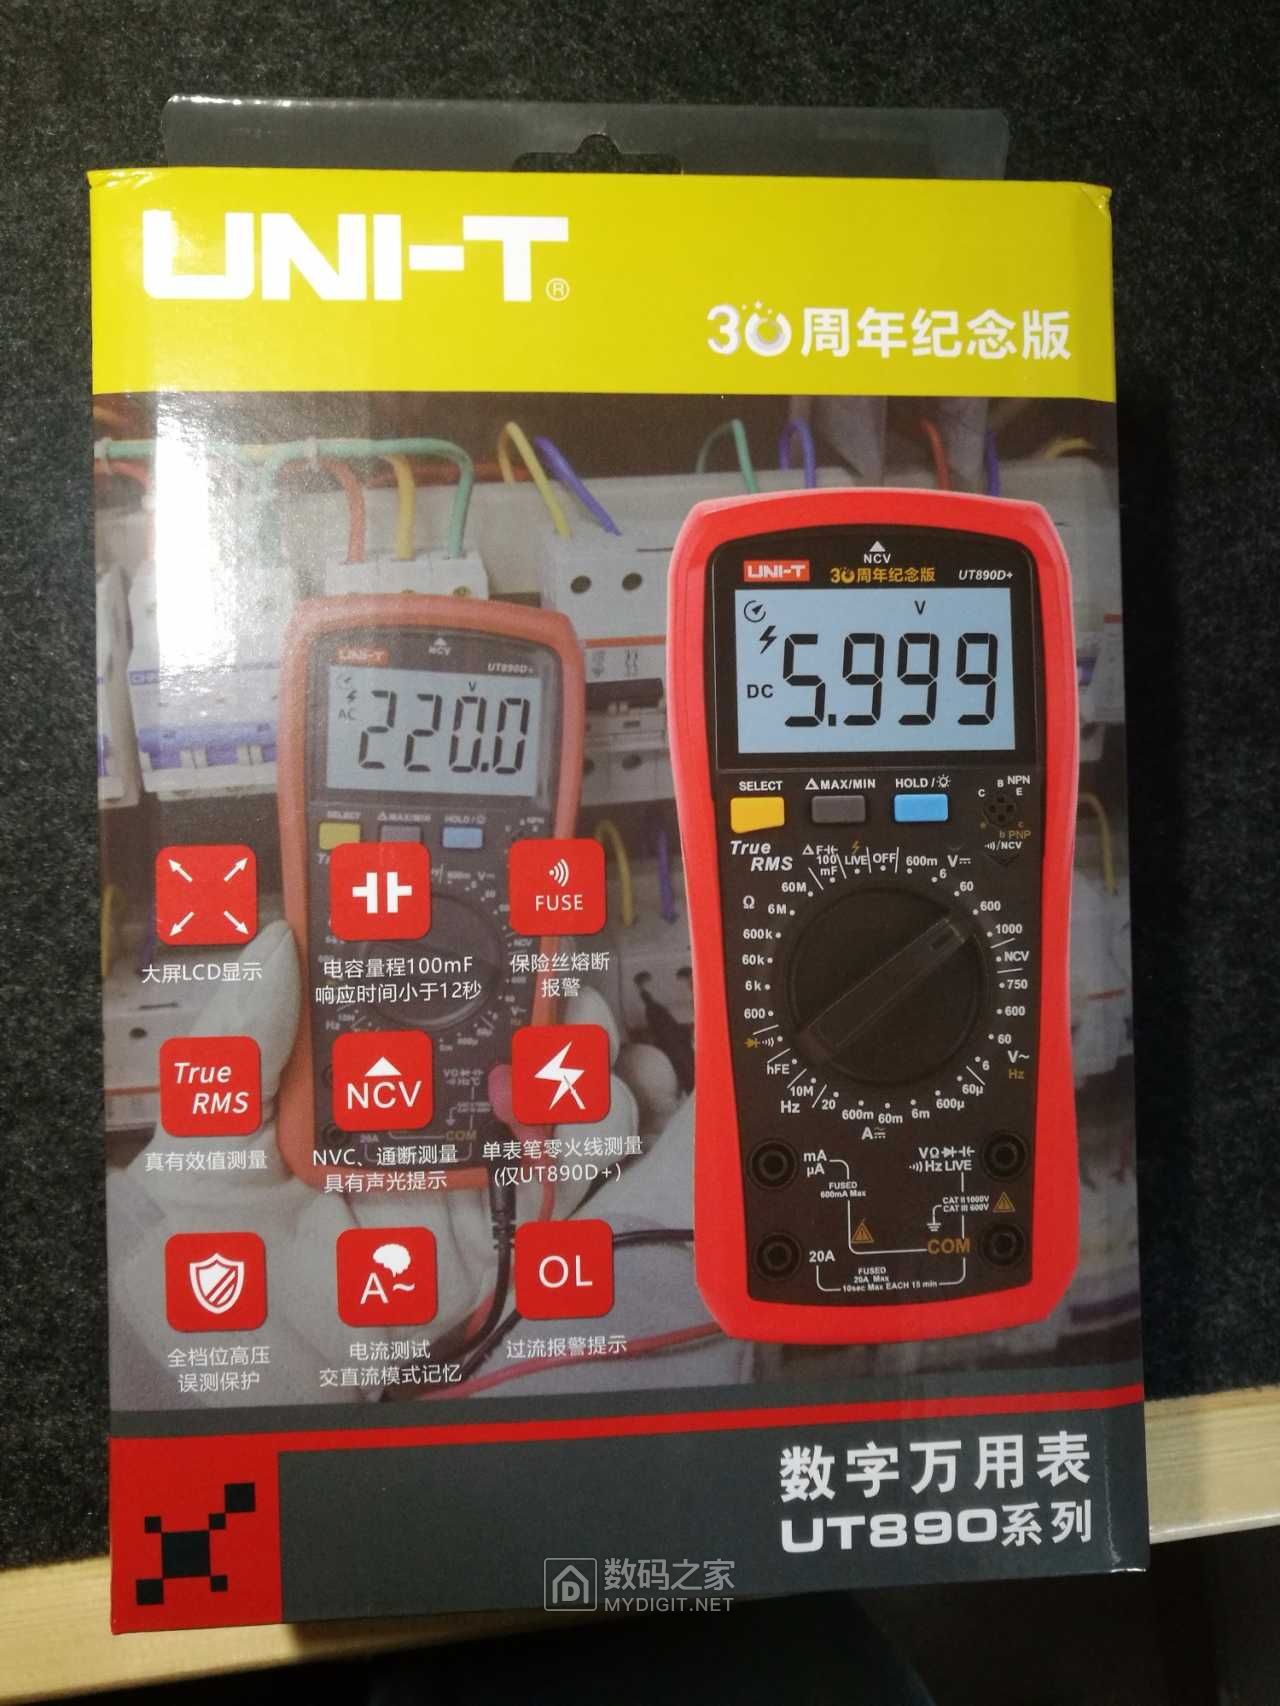 UNI-T®
30周年纪念版
NCV
UNI-T 30周年纪念版 UT890D+
V
DC 5.999
SELECT △MAX/MIN HOLD/
B NPN
C E
b c
PNP
NCV
True RMS
△F 100mF LIVE OFF 600m V
6
60
600
1000
NCV
750
600
60
V~
Hz
6
60μ
600μ
6m
60m
600m
A
20
10M
Hz
hFE
600
6k
60k
600k
Ω 6M
60M
mA
μA
FUSED
600mA Max
VΩ
Hz LIVE
CAT II 1000V
CAT III 600V
COM
20A
FUSED
20A Max
10sec Max EACH 15 min
UNI-T
NCV
UT890D+
V
AC 220.0
SELECT △MAX/MIN HOLD/
20A
COM
大屏LCD显示
电容量程100mF
响应时间小于12秒
FUSE
保险丝熔断
报警
True
RMS
真有效值测量
NCV
NVC、通断测量
具有声光提示
单表笔零火线测量
(仅UT890D+)
全档位高压
误测保护
A~
电流测试
交直流模式记忆
OL
过流报警提示
数字万用表
UT890系列
数码之家
MYDIGIT.NET